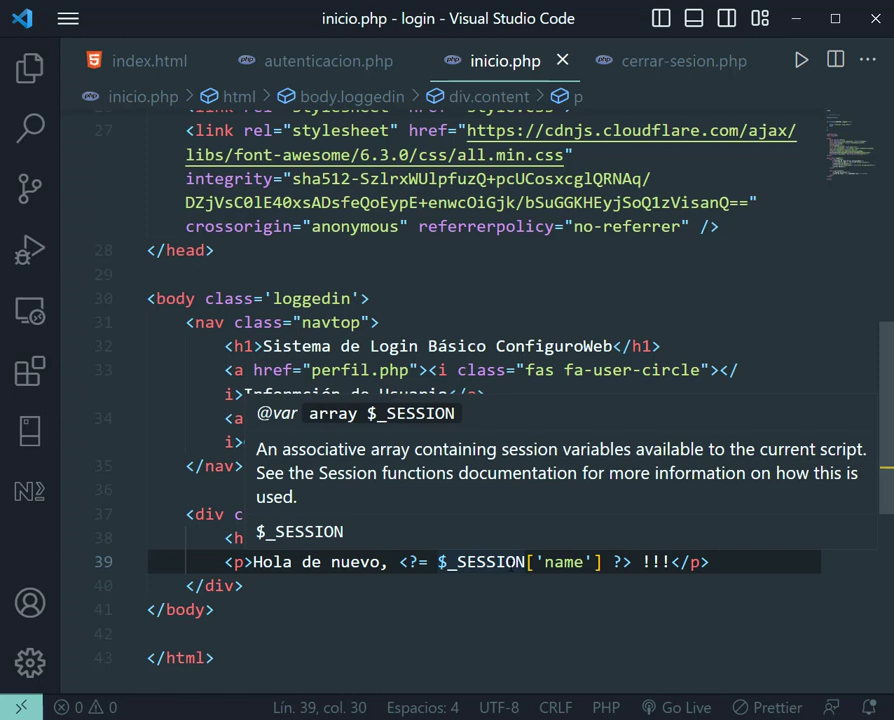 inicio.php - login - Visual Studio Code
index.html autenticacion.php inicio.php cerrar-sesion.php
inicio.php > html > body.loggedin > div.content > p
27 <link rel="stylesheet" href="https://cdnjs.cloudflare.com/ajax/
libs/font-awesome/6.3.0/css/all.min.css"
integrity="sha512-SzlrxWUlpfuzQ+pcUCosxcglQRNAq/
DZjVsC0lE40xsADsfeQoEypE+enwcOiGjk/bSuGGKHEyjSoQ1zVisanQ=="
crossorigin="anonymous" referrerpolicy="no-referrer" />
28 </head>
29
30 <body class='loggedin'>
31 <nav class="navtop">
32 <h1>Sistema de Login Básico ConfiguroWeb</h1>
33 <a href="perfil.php"><i class="fas fa-user-circle"></
i>
34 <a
i>
35 </nav>
36
37 <div c
38 <h
@var array $_SESSION
An associative array containing session variables available to the current script.
See the Session functions documentation for more information on how this is
used.
$_SESSION
39 <p>Hola de nuevo, <?= $_SESSION['name'] ?> !!!</p>
40 </div>
41 </body>
42
43 </html>
0 0 Lín. 39, col. 30 Espacios: 4 UTF-8 CRLF PHP Go Live Prettier